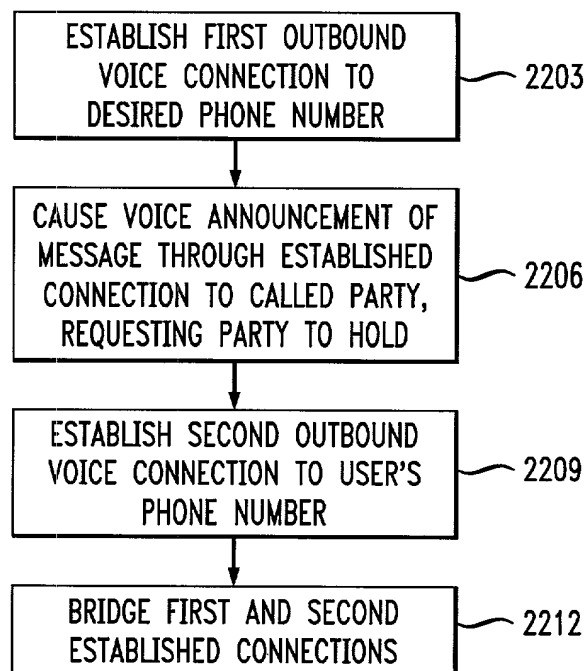 ESTABLISH FIRST OUTBOUND
VOICE CONNECTION TO
DESIRED PHONE NUMBER
2203
CAUSE VOICE ANNOUNCEMENT OF
MESSAGE THROUGH ESTABLISHED
CONNECTION TO CALLED PARTY,
REQUESTING PARTY TO HOLD
2206
ESTABLISH SECOND OUTBOUND
VOICE CONNECTION TO USER'S
PHONE NUMBER
2209
BRIDGE FIRST AND SECOND
ESTABLISHED CONNECTIONS
2212